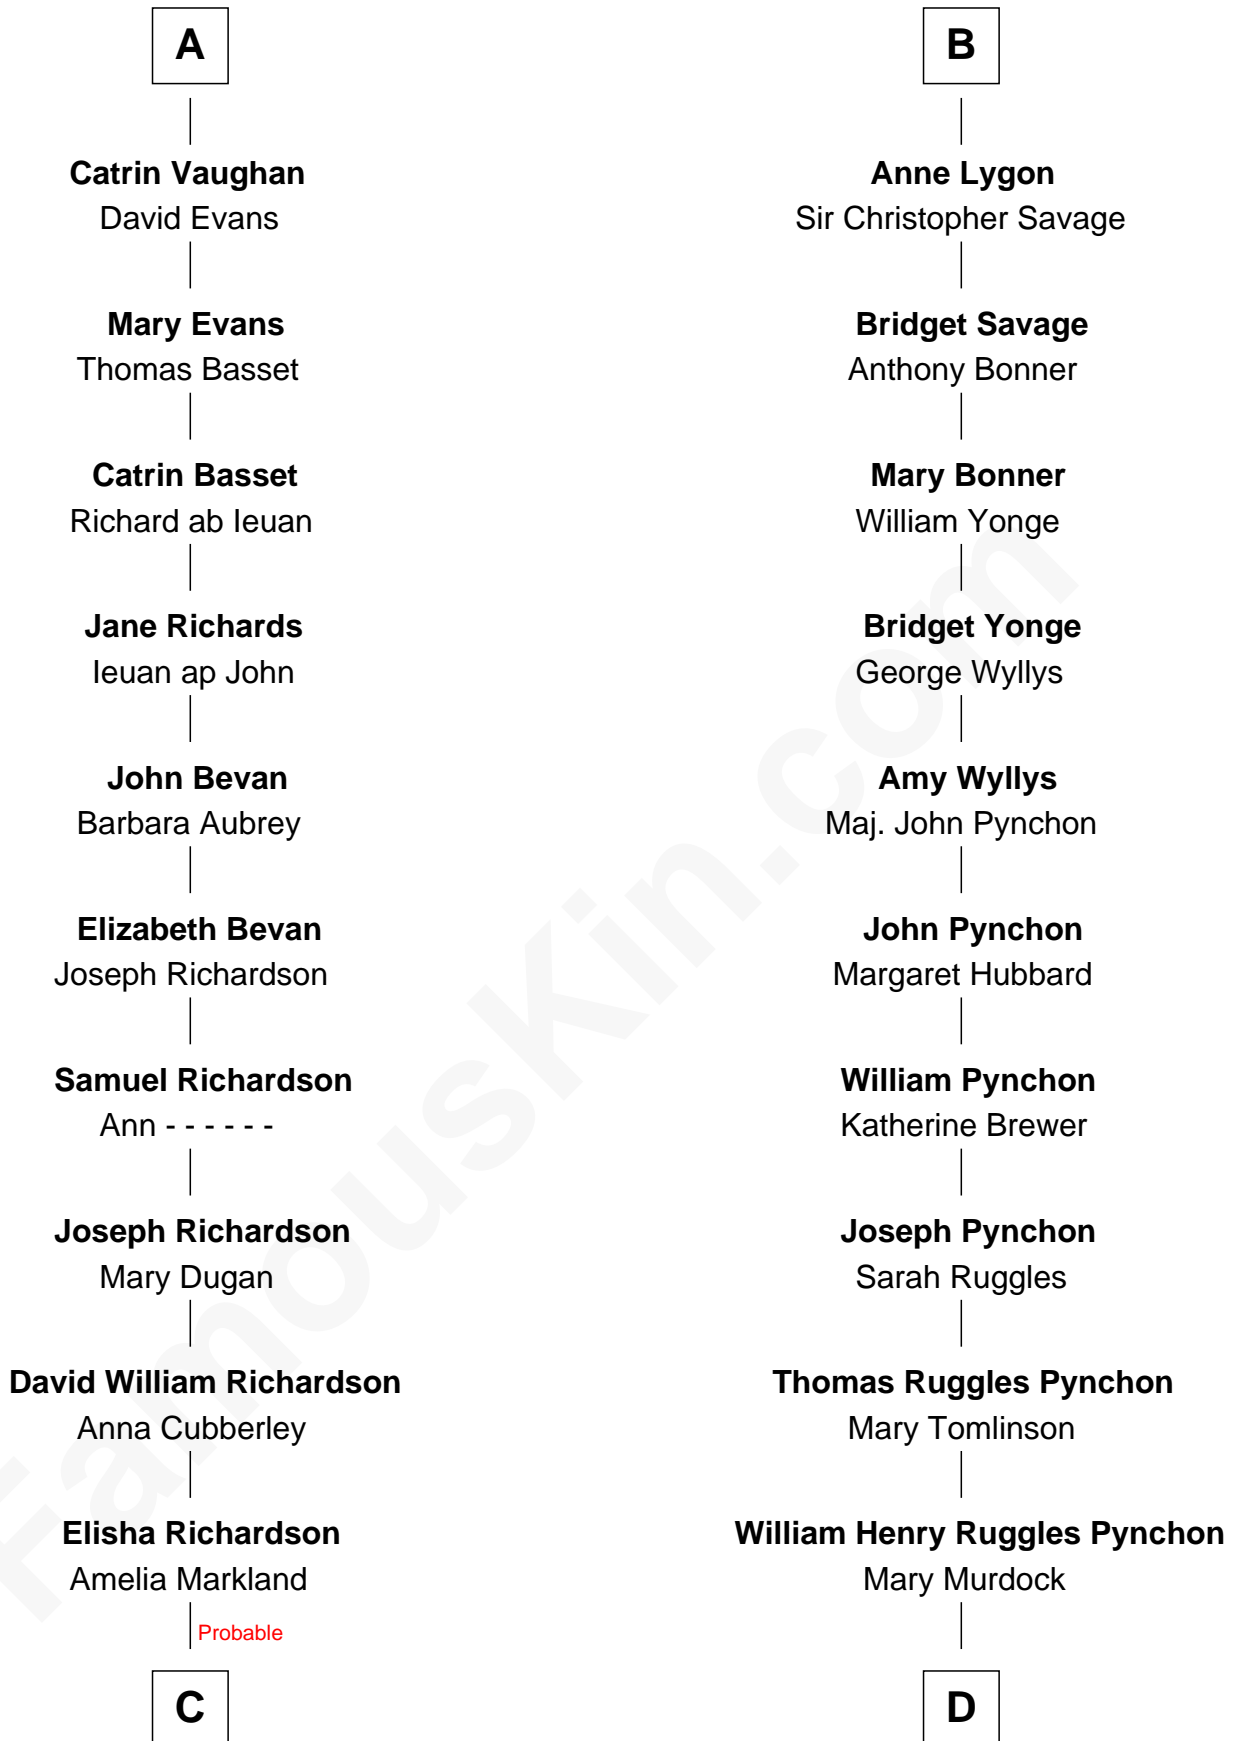 A
Catrin Vaughan
David Evans
Mary Evans
Thomas Basset
Catrin Basset
Richard ab Ieuan
Jane Richards
Ieuan ap John
John Bevan
Barbara Aubrey
Elizabeth Bevan
Joseph Richardson
Samuel Richardson
Ann - - - - - -
Joseph Richardson
Mary Dugan
David William Richardson
Anna Cubberley
Elisha Richardson
Amelia Markland
Probable
C
B
Anne Lygon
Sir Christopher Savage
Bridget Savage
Anthony Bonner
Mary Bonner
William Yonge
Bridget Yonge
George Wyllys
Amy Wyllys
Maj. John Pynchon
John Pynchon
Margaret Hubbard
William Pynchon
Katherine Brewer
Joseph Pynchon
Sarah Ruggles
Thomas Ruggles Pynchon
Mary Tomlinson
William Henry Ruggles Pynchon
Mary Murdock
D
FamousKin.com